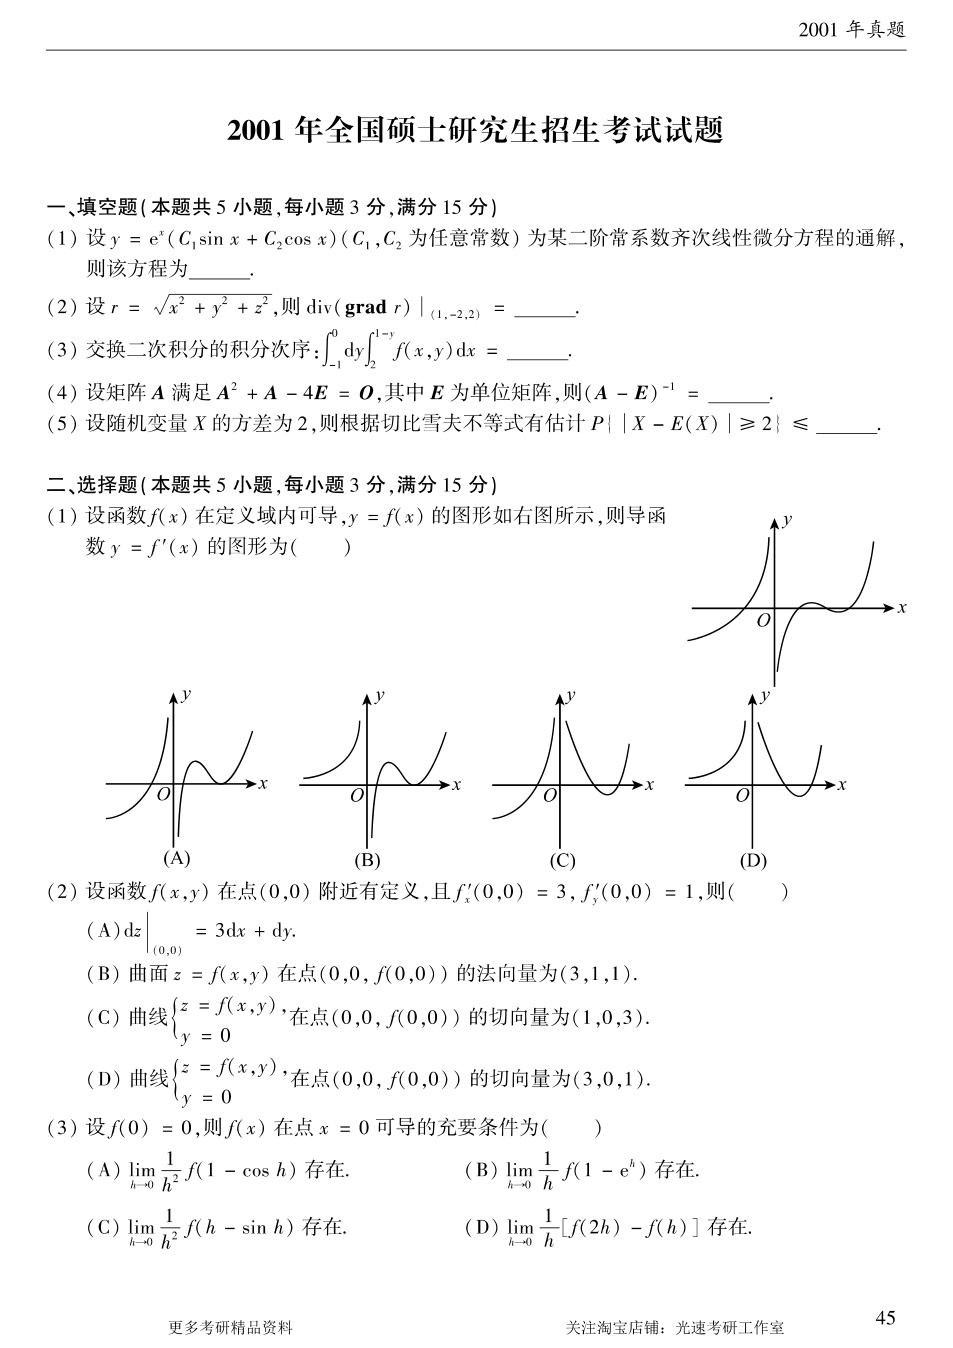 2001 年真题
2001 年全国硕士研究生招生考试试题
一、填空题(本题共 5 小题,每小题 3 分,满分 15 分)
(1) 设 y = eˣ(C₁sin x + C₂cos x)(C₁,C₂ 为任意常数) 为某二阶常系数齐次线性微分方程的通解,
则该方程为______.
(2) 设 r = √(x² + y² + z²),则 div(grad r)|₍₁,₋₂,₂₎ = ______.
(3) 交换二次积分的积分次序:∫₋₁⁰dy∫₂^{1-y} f(x,y)dx = ______.
(4) 设矩阵 A 满足 A² + A - 4E = O,其中 E 为单位矩阵,则(A - E)⁻¹ = ______.
(5) 设随机变量 X 的方差为 2,则根据切比雪夫不等式有估计 P{|X - E(X)| ≥ 2} ≤ ______.
二、选择题(本题共 5 小题,每小题 3 分,满分 15 分)
(1) 设函数 f(x) 在定义域内可导,y = f(x) 的图形如右图所示,则导函
数 y = f′(x) 的图形为(　　)
y
x
O
y
x
O
(A)
y
x
O
(B)
y
x
O
(C)
y
x
O
(D)
(2) 设函数 f(x,y) 在点(0,0) 附近有定义,且 f′ₓ(0,0) = 3, f′_y(0,0) = 1,则(　　)
(A)dz|₍₀,₀₎ = 3dx + dy.
(B) 曲面 z = f(x,y) 在点(0,0, f(0,0)) 的法向量为(3,1,1).
(C) 曲线{z = f(x,y), y = 0 在点(0,0, f(0,0)) 的切向量为(1,0,3).
(D) 曲线{z = f(x,y), y = 0 在点(0,0, f(0,0)) 的切向量为(3,0,1).
(3) 设 f(0) = 0,则 f(x) 在点 x = 0 可导的充要条件为(　　)
(A) lim_{h→0} 1/h² f(1 - cos h) 存在. (B) lim_{h→0} 1/h f(1 - eʰ) 存在.
(C) lim_{h→0} 1/h² f(h - sin h) 存在. (D) lim_{h→0} 1/h [f(2h) - f(h)] 存在.
更多考研精品资料 关注淘宝店铺：光速考研工作室
45